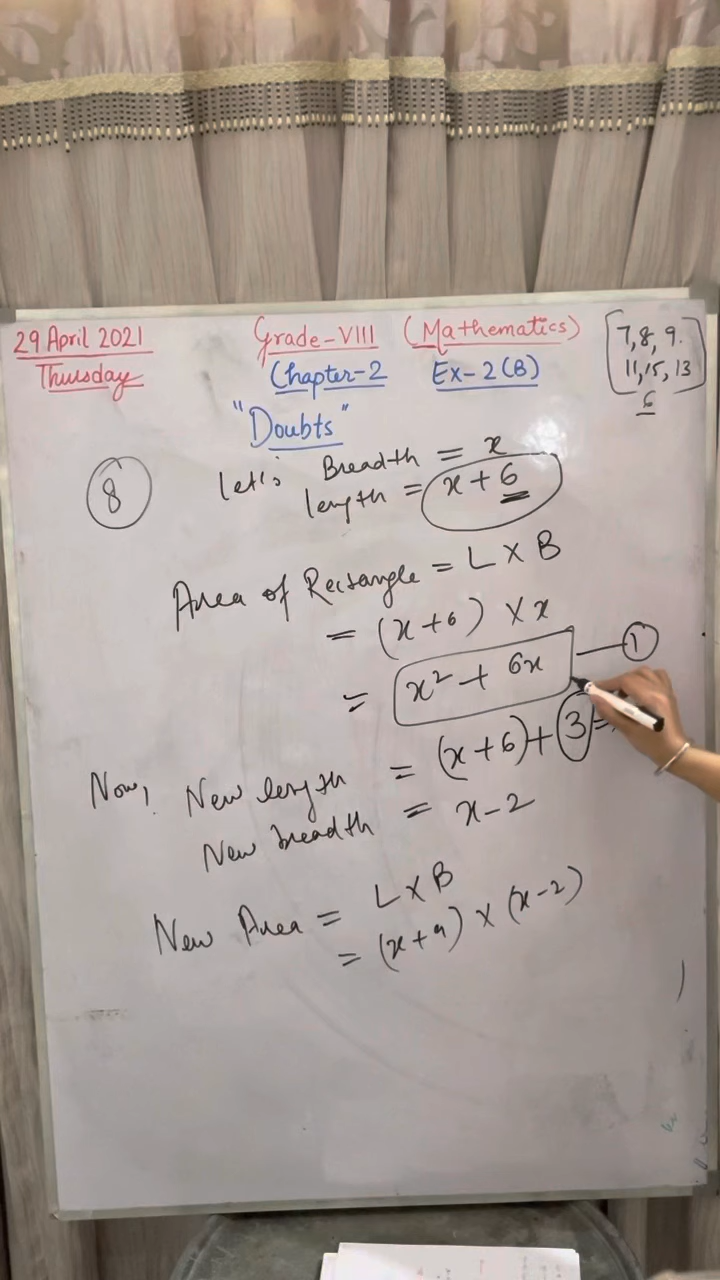 29 April 2021
Thursday
Grade-VIII (Mathematics)
Chapter-2 Ex-2(B)
"Doubts"
7, 8, 9.
11, 15, 13
6
8
Let's Breadth = x
length = x + 6
Area of Rectangle = L × B
= (x+6) × x
= x² + 6x — 1
Now, New length = (x+6)+3 =
New breadth = x-2
New Area = L×B
= (x+9) × (x-2)